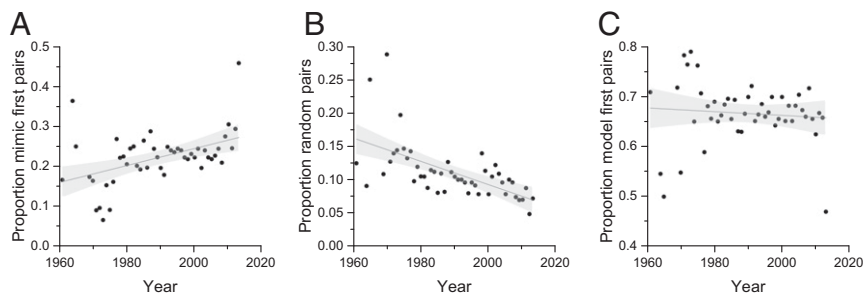 A
B
C
Proportion mimic first pairs
0.5
0.4
0.3
0.2
0.1
0.0
1960 1980 2000 2020
Year
Proportion random pairs
0.30
0.25
0.20
0.15
0.10
0.05
0.00
1960 1980 2000 2020
Year
Proportion model first pairs
0.8
0.7
0.6
0.5
0.4
1960 1980 2000 2020
Year